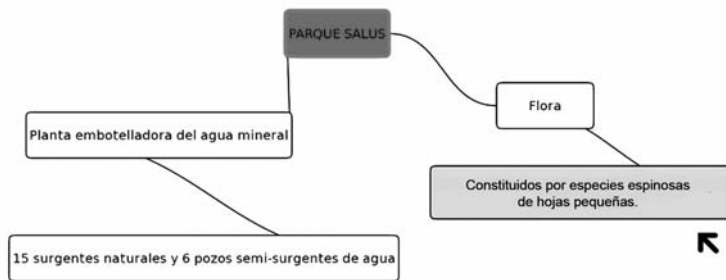 PARQUE SALUS
Flora
Planta embotelladora del agua mineral
Constituidos por especies espinosas
de hojas pequeñas.
15 surgentes naturales y 6 pozos semi-surgentes de agua